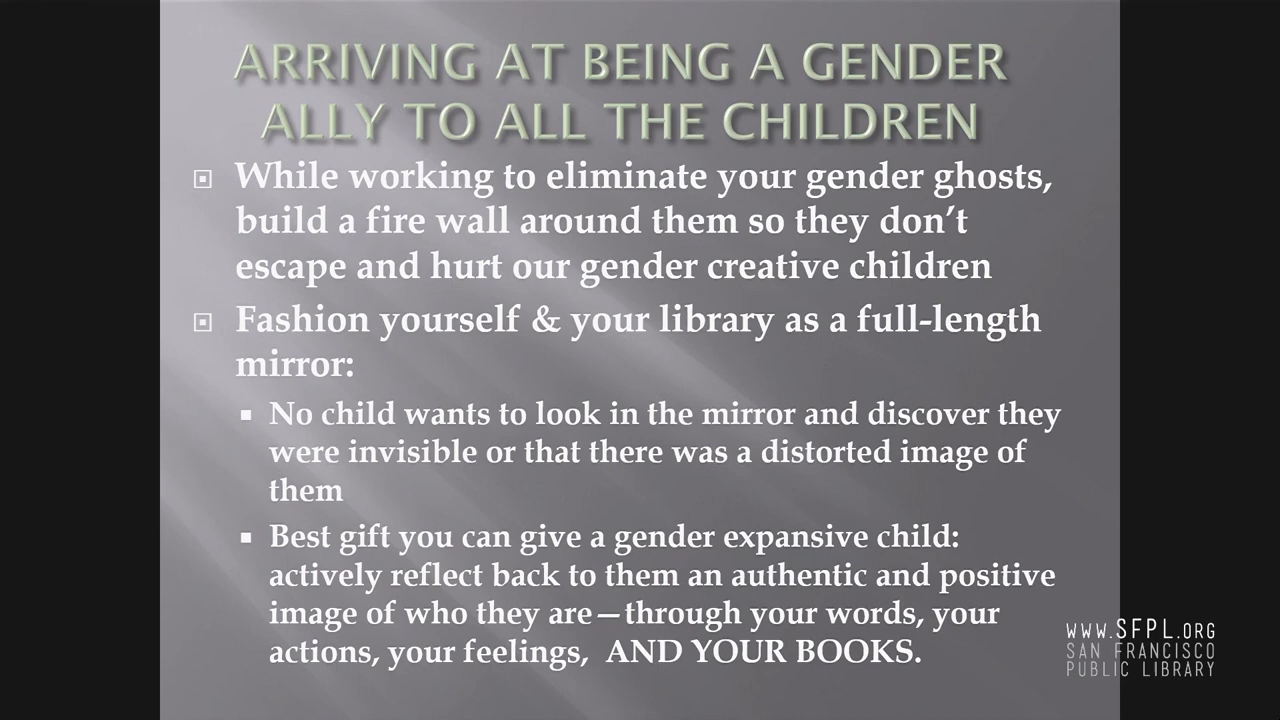 ARRIVING AT BEING A GENDER
ALLY TO ALL THE CHILDREN
While working to eliminate your gender ghosts,
build a fire wall around them so they don't
escape and hurt our gender creative children
Fashion yourself & your library as a full-length
mirror:
No child wants to look in the mirror and discover they
were invisible or that there was a distorted image of
them
Best gift you can give a gender expansive child:
actively reflect back to them an authentic and positive
image of who they are—through your words, your
actions, your feelings,  AND YOUR BOOKS.
WWW.SFPL.ORG
SAN FRANCISCO
PUBLIC LIBRARY